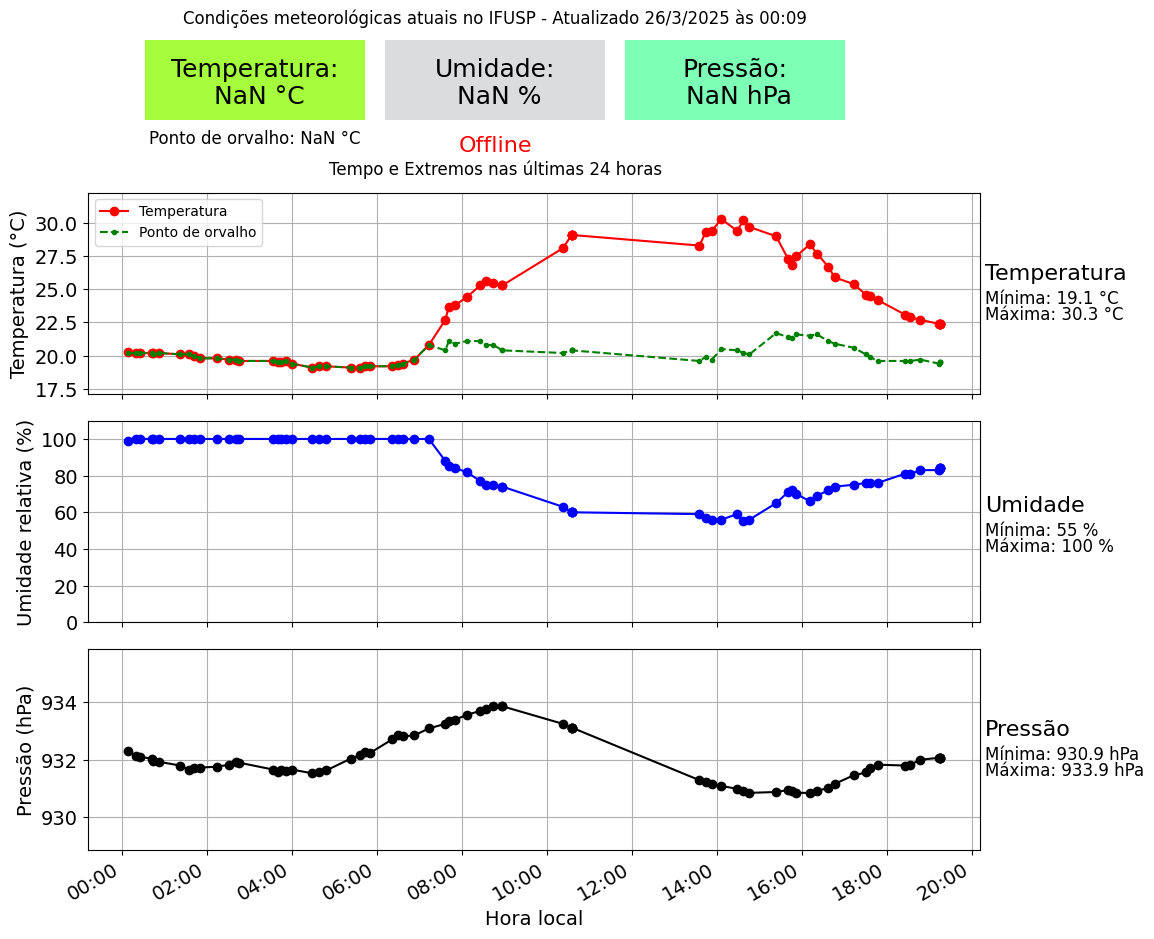 Condições meteorológicas atuais no IFUSP - Atualizado 26/3/2025 às 00:09
Temperatura:
NaN °C
Umidade:
NaN %
Pressão:
NaN hPa
Ponto de orvalho: NaN °C
Offline
Tempo e Extremos nas últimas 24 horas
Temperatura (°C)
30.0
27.5
25.0
22.5
20.0
17.5
Temperatura
Ponto de orvalho
Temperatura
Mínima: 19.1 °C
Máxima: 30.3 °C
Umidade relativa (%)
100
80
60
40
20
0
Umidade
Mínima: 55 %
Máxima: 100 %
Pressão (hPa)
934
932
930
Pressão
Mínima: 930.9 hPa
Máxima: 933.9 hPa
00:00 02:00 04:00 06:00 08:00 10:00 12:00 14:00 16:00 18:00 20:00
Hora local